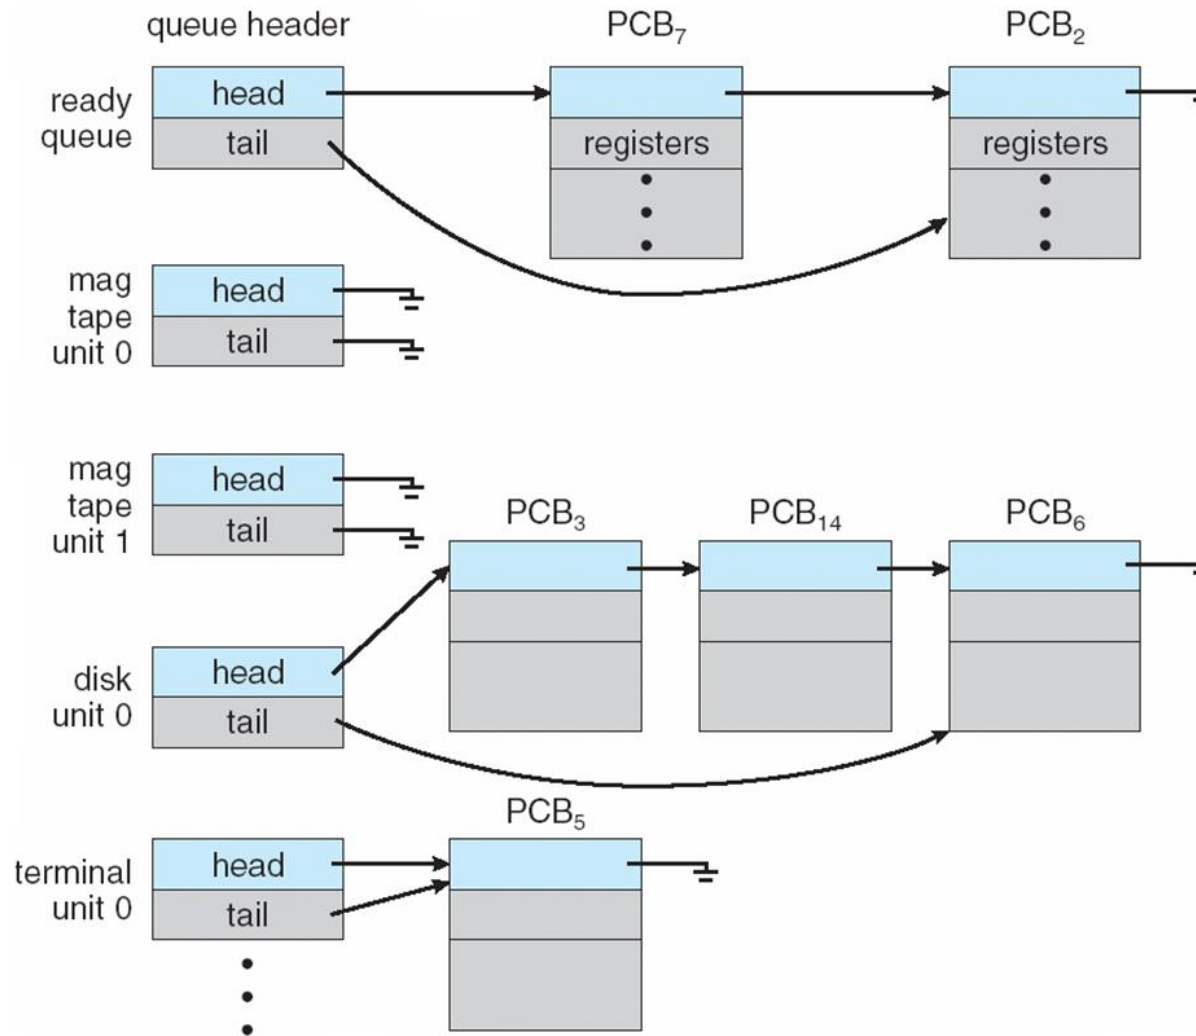 queue header
PCB₇
PCB₂
ready
queue
head
tail
registers
registers
mag
tape
unit 0
head
tail
mag
tape
unit 1
head
tail
PCB₃
PCB₁₄
PCB₆
disk
unit 0
head
tail
PCB₅
terminal
unit 0
head
tail